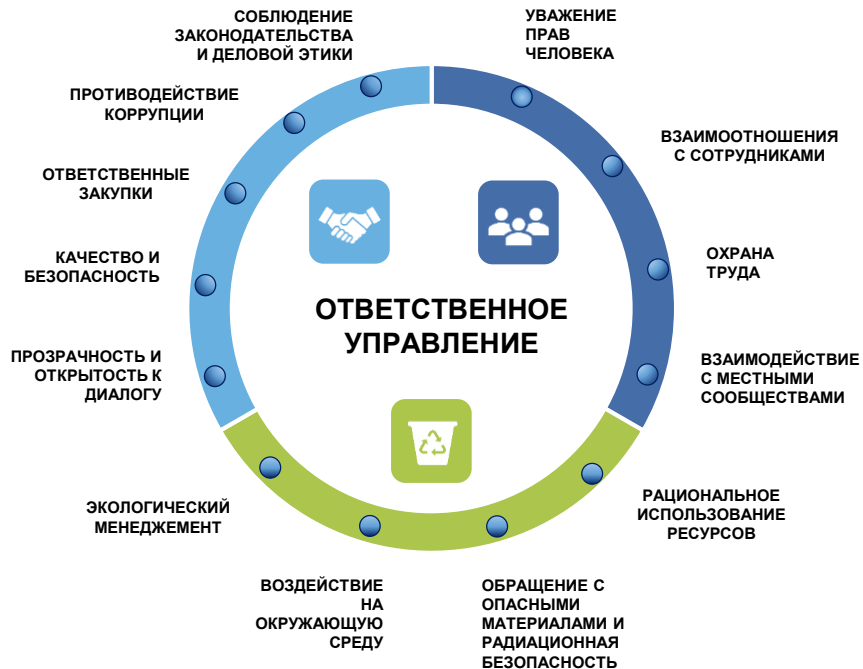 СОБЛЮДЕНИЕ
ЗАКОНОДАТЕЛЬСТВА
И ДЕЛОВОЙ ЭТИКИ
УВАЖЕНИЕ
ПРАВ
ЧЕЛОВЕКА
ПРОТИВОДЕЙСТВИЕ
КОРРУПЦИИ
ВЗАИМООТНОШЕНИЯ
С СОТРУДНИКАМИ
ОТВЕТСТВЕННЫЕ
ЗАКУПКИ
КАЧЕСТВО И
БЕЗОПАСНОСТЬ
ОХРАНА
ТРУДА
ОТВЕТСТВЕННОЕ
УПРАВЛЕНИЕ
ПРОЗРАЧНОСТЬ И
ОТКРЫТОСТЬ К
ДИАЛОГУ
ВЗАИМОДЕЙСТВИЕ
С МЕСТНЫМИ
СООБЩЕСТВАМИ
ЭКОЛОГИЧЕСКИЙ
МЕНЕДЖЕМЕНТ
РАЦИОНАЛЬНОЕ
ИСПОЛЬЗОВАНИЕ
РЕСУРСОВ
ВОЗДЕЙСТВИЕ
НА
ОКРУЖАЮЩУЮ
СРЕДУ
ОБРАЩЕНИЕ С
ОПАСНЫМИ
МАТЕРИАЛАМИ И
РАДИАЦИОННАЯ
БЕЗОПАСНОСТЬ